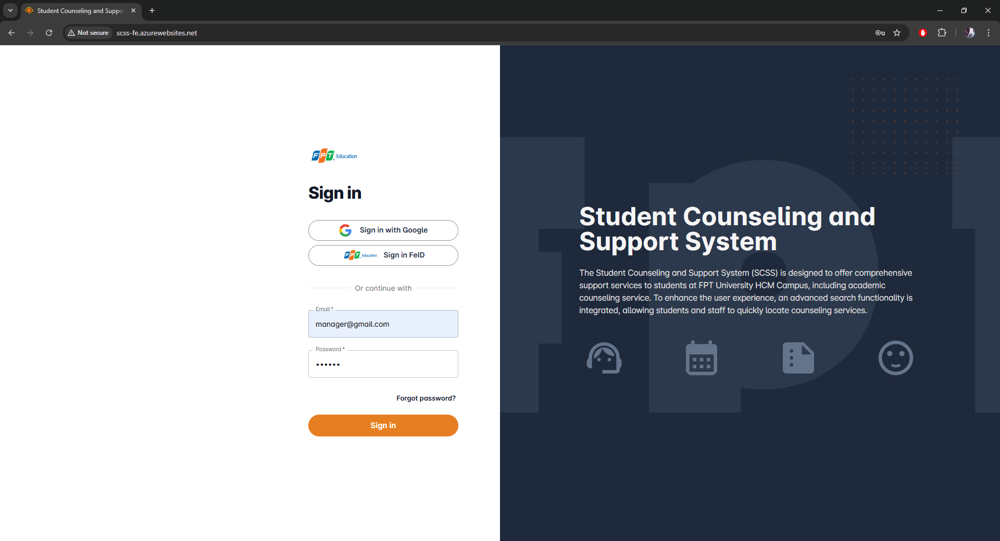 Student Counseling and Suppo
Not secure
scss-fe.azurewebsites.net
FPT Education
Sign in
Sign in with Google
FPT Education Sign in FeID
Or continue with
Email *
manager@gmail.com
Password *
••••••
Forgot password?
Sign in
fpt
Student Counseling and
Support System
The Student Counseling and Support System (SCSS) is designed to offer comprehensive
support services to students at FPT University HCM Campus, including academic
counseling service. To enhance the user experience, an advanced search functionality is
integrated, allowing students and staff to quickly locate counseling services.